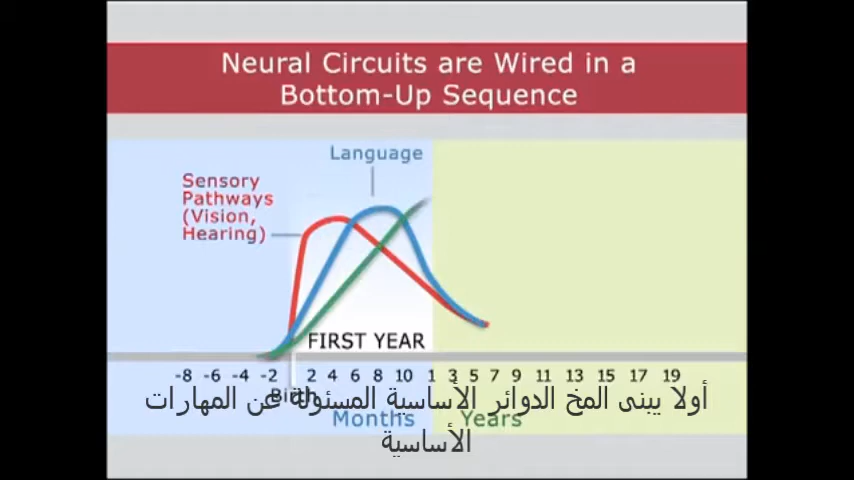 Neural Circuits are Wired in a
Bottom-Up Sequence
Language
Sensory
Pathways
(Vision,
Hearing)
FIRST YEAR
-8 -6 -4 -2 2 4 6 8 10 1 3 5 7 9 11 13 15 17 19
Birth
Months Years
أولا يبنى المخ الدوائر الأساسية المسئولة عن المهارات
الأساسية